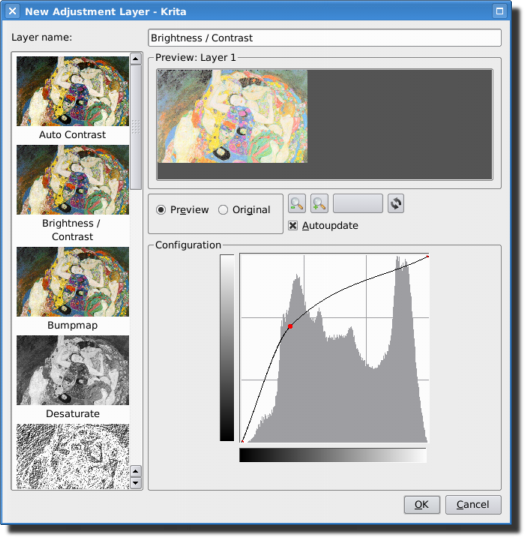 New Adjustment Layer - Krita
Layer name:
Brightness / Contrast
Auto Contrast
Brightness /
Contrast
Bumpmap
Desaturate
Preview: Layer 1
Preview
Original
Autoupdate
Configuration
OK
Cancel